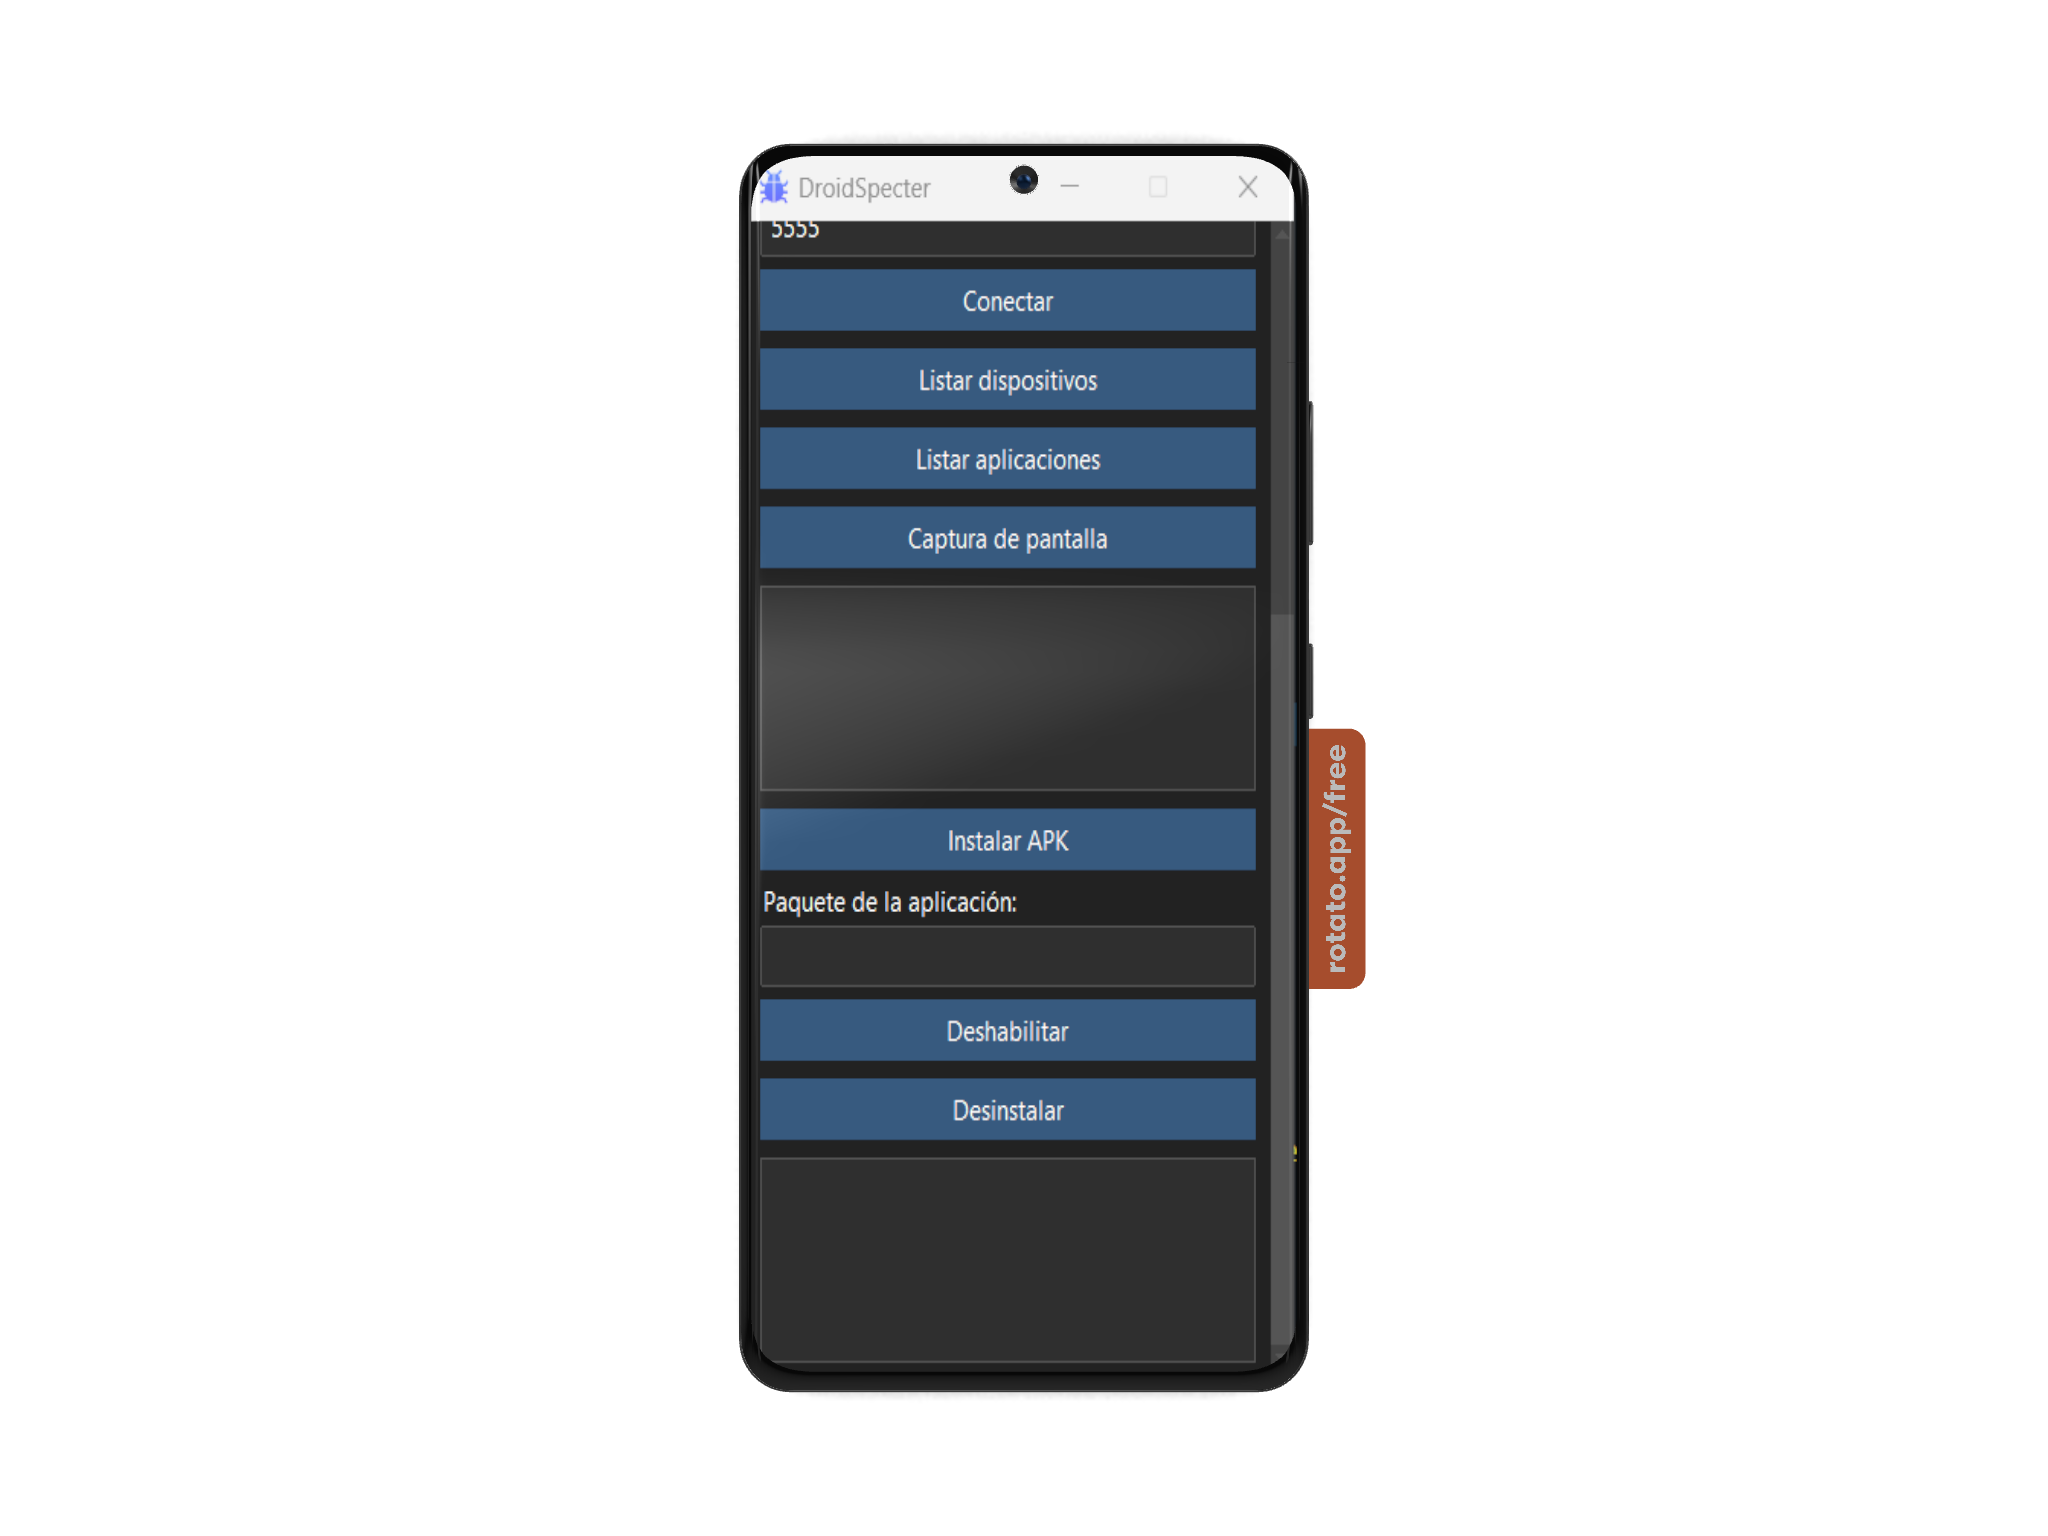 DroidSpecter
5555
Conectar
Listar dispositivos
Listar aplicaciones
Captura de pantalla
Instalar APK
Paquete de la aplicación:
Deshabilitar
Desinstalar
rotato.app/free